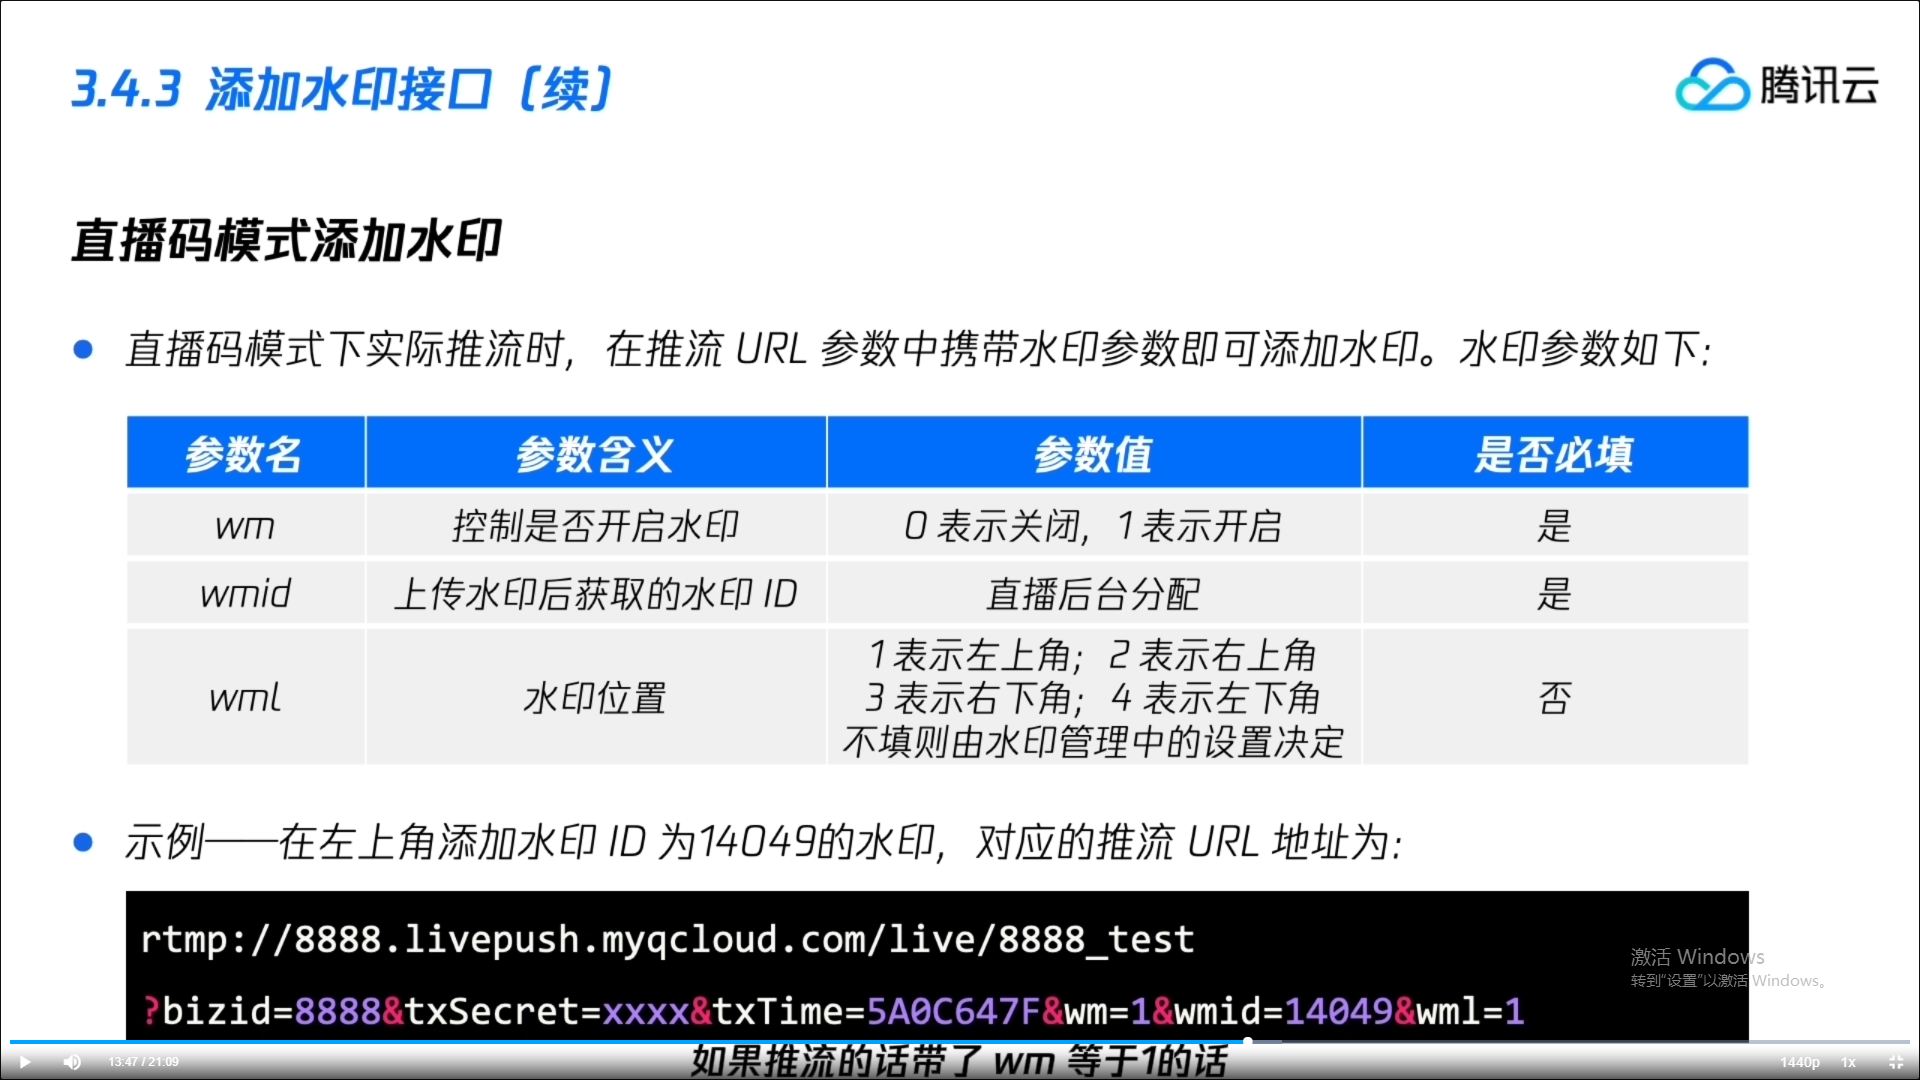 3.4.3 添加水印接口（续）
腾讯云
直播码模式添加水印
直播码模式下实际推流时，在推流 URL 参数中携带水印参数即可添加水印。水印参数如下：
参数名 参数含义 参数值 是否必填
wm 控制是否开启水印 0 表示关闭，1 表示开启 是
wmid 上传水印后获取的水印 ID 直播后台分配 是
wml 水印位置 1 表示左上角；2 表示右上角
3 表示右下角；4 表示左下角
不填则由水印管理中的设置决定 否
示例——在左上角添加水印 ID 为14049的水印，对应的推流 URL 地址为：
rtmp://8888.livepush.myqcloud.com/live/8888_test
?bizid=8888&txSecret=xxxx&txTime=5A0C647F&wm=1&wmid=14049&wml=1
激活 Windows
转到“设置”以激活 Windows。
如果推流的话带了 wm 等于1的话
13:47 / 21:09
1440p 1x